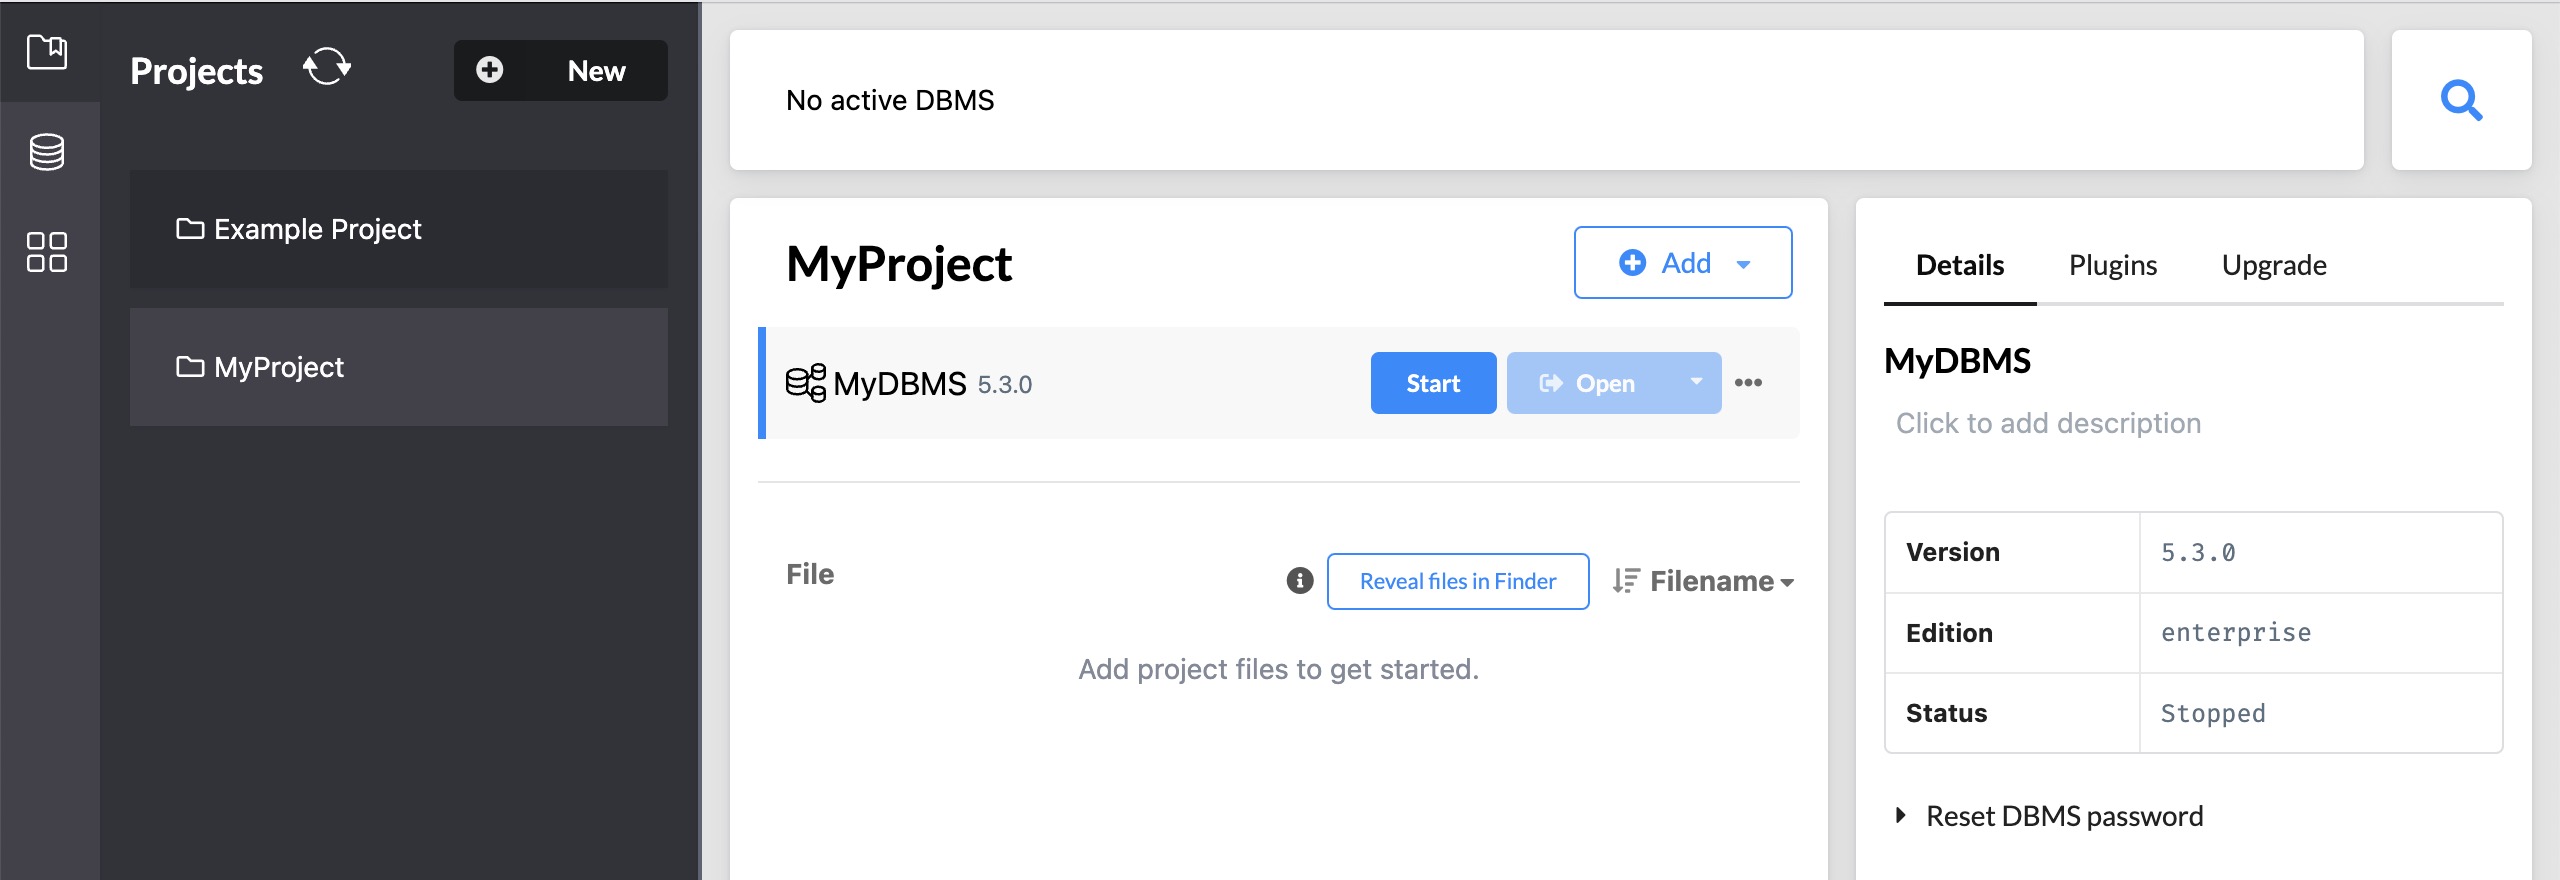 Projects
New
Example Project
MyProject
No active DBMS
MyProject
Add
MyDBMS 5.3.0
Start
Open
File
Reveal files in Finder
Filename
Add project files to get started.
Details Plugins Upgrade
MyDBMS
Click to add description
Version 5.3.0
Edition enterprise
Status Stopped
Reset DBMS password